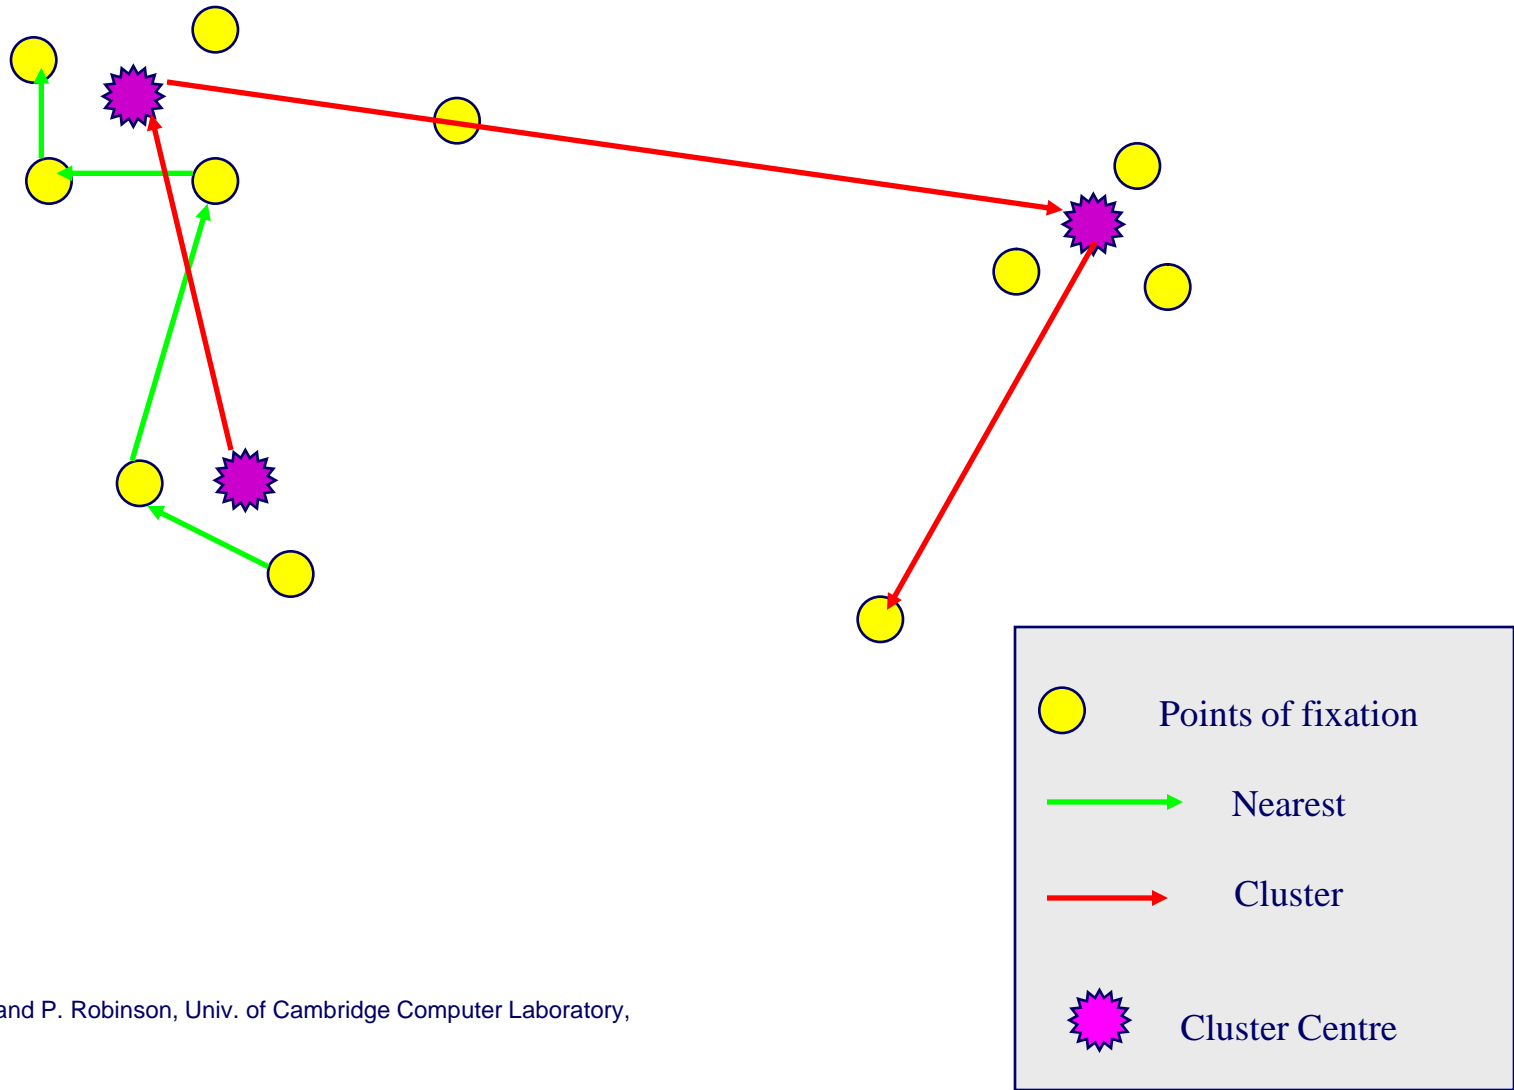 Points of fixation
Nearest
Cluster
Cluster Centre
and P. Robinson, Univ. of Cambridge Computer Laboratory,